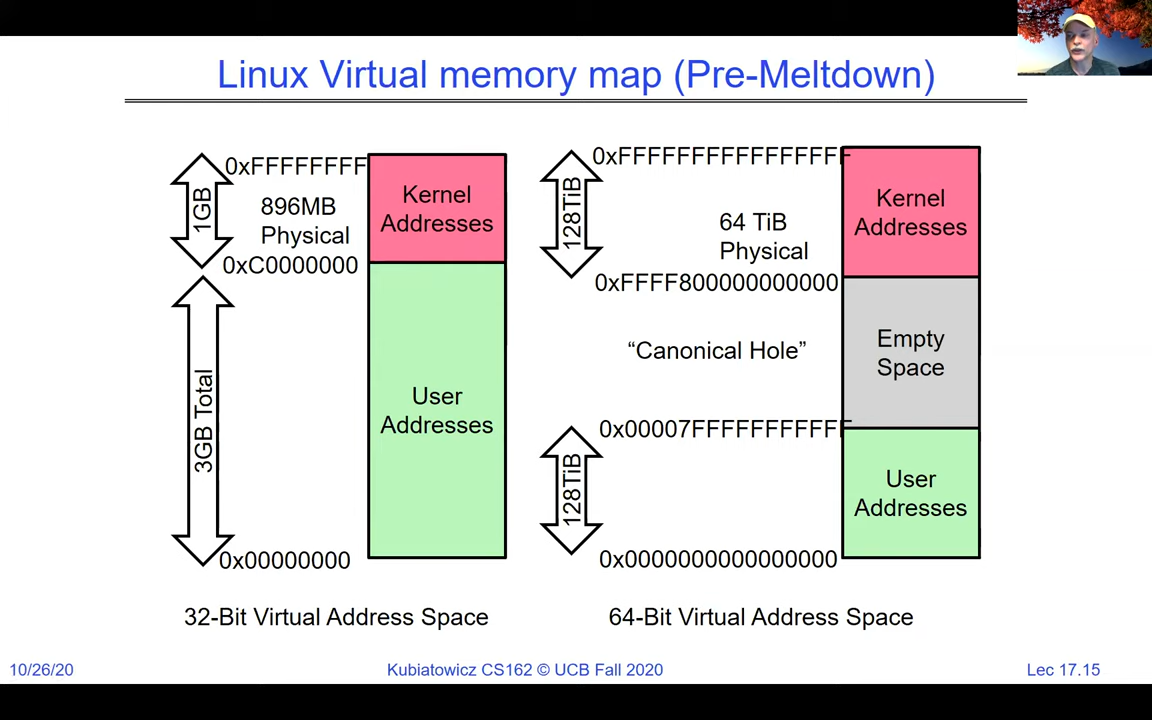 Linux Virtual memory map (Pre-Meltdown)
0xFFFFFFFF
1GB
896MB
Physical
0xC0000000
Kernel
Addresses
3GB Total
User
Addresses
0x00000000
32-Bit Virtual Address Space
0xFFFFFFFFFFFFFFFF
128TiB
64 TiB
Physical
0xFFFF800000000000
Kernel
Addresses
“Canonical Hole”
Empty
Space
0x00007FFFFFFFFFFF
128TiB
User
Addresses
0x0000000000000000
64-Bit Virtual Address Space
10/26/20
Kubiatowicz CS162 © UCB Fall 2020
Lec 17.15